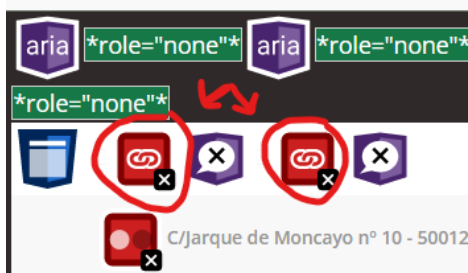 aria *role="none"* aria *role="none"*
*role="none"*
C/Jarque de Moncayo nº 10 - 50012